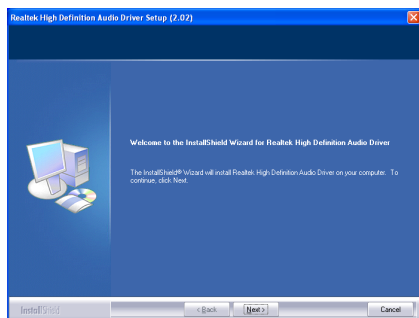 Realtek High Definition Audio Driver Setup (2.02)
Welcome to the InstallShield Wizard for Realtek High Definition Audio Driver
The InstallShield® Wizard will install Realtek High Definition Audio Driver on your computer. To
continue, click Next.
InstallShield
< Back Next > Cancel